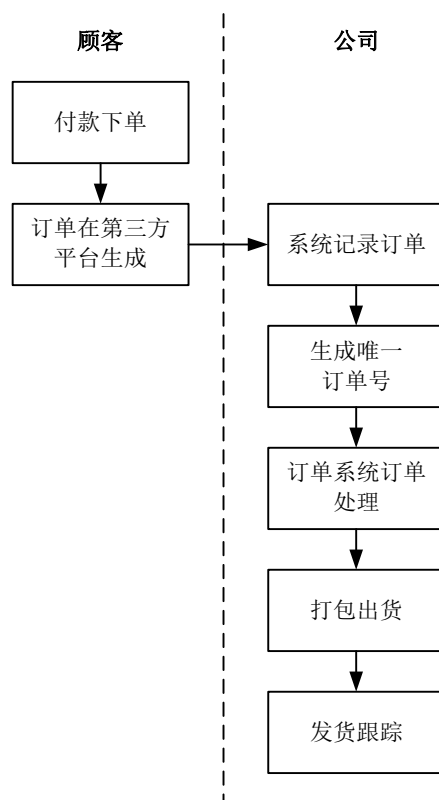 顾客
公司
付款下单
订单在第三方
平台生成
系统记录订单
生成唯一
订单号
订单系统订单
处理
打包出货
发货跟踪